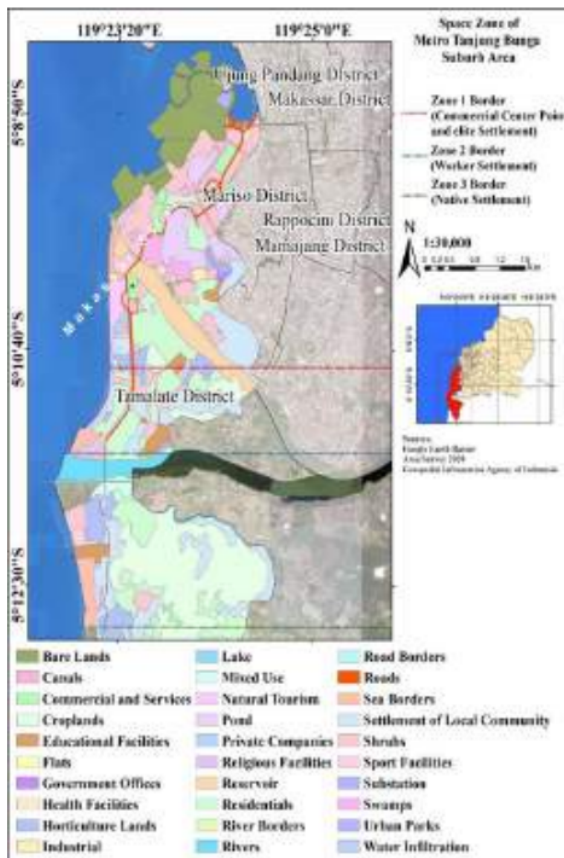 119°23'20"E
119°25'0"E
Space Zone of
Metro Tanjung Bunga
Suburb Area
Zone 1 Border
(Commercial Center Point
and elite Settlement)
Zone 2 Border
(Worker Settlement)
Zone 3 Border
(Native Settlement)
N
1:30,000
5°8'50"S
5°10'40"S
5°12'30"S
Ujung Pandang District
Makassar District
Mariso District
Rappocini District
Mamajang District
Makas
Tamalate District
Sources:
Google Earth
Area Survey
Geospatial Information Agency of Indonesia
Bare Lands
Canals
Commercial and Services
Croplands
Educational Facilities
Flats
Government Offices
Health Facilities
Horticulture Lands
Industrial
Lake
Mixed Use
Natural Tourism
Pond
Private Companies
Religious Facilities
Reservoir
Residentials
River Borders
Rivers
Road Borders
Roads
Sea Borders
Settlement of Local Community
Shrubs
Sport Facilities
Substation
Swamps
Urban Parks
Water Infiltration